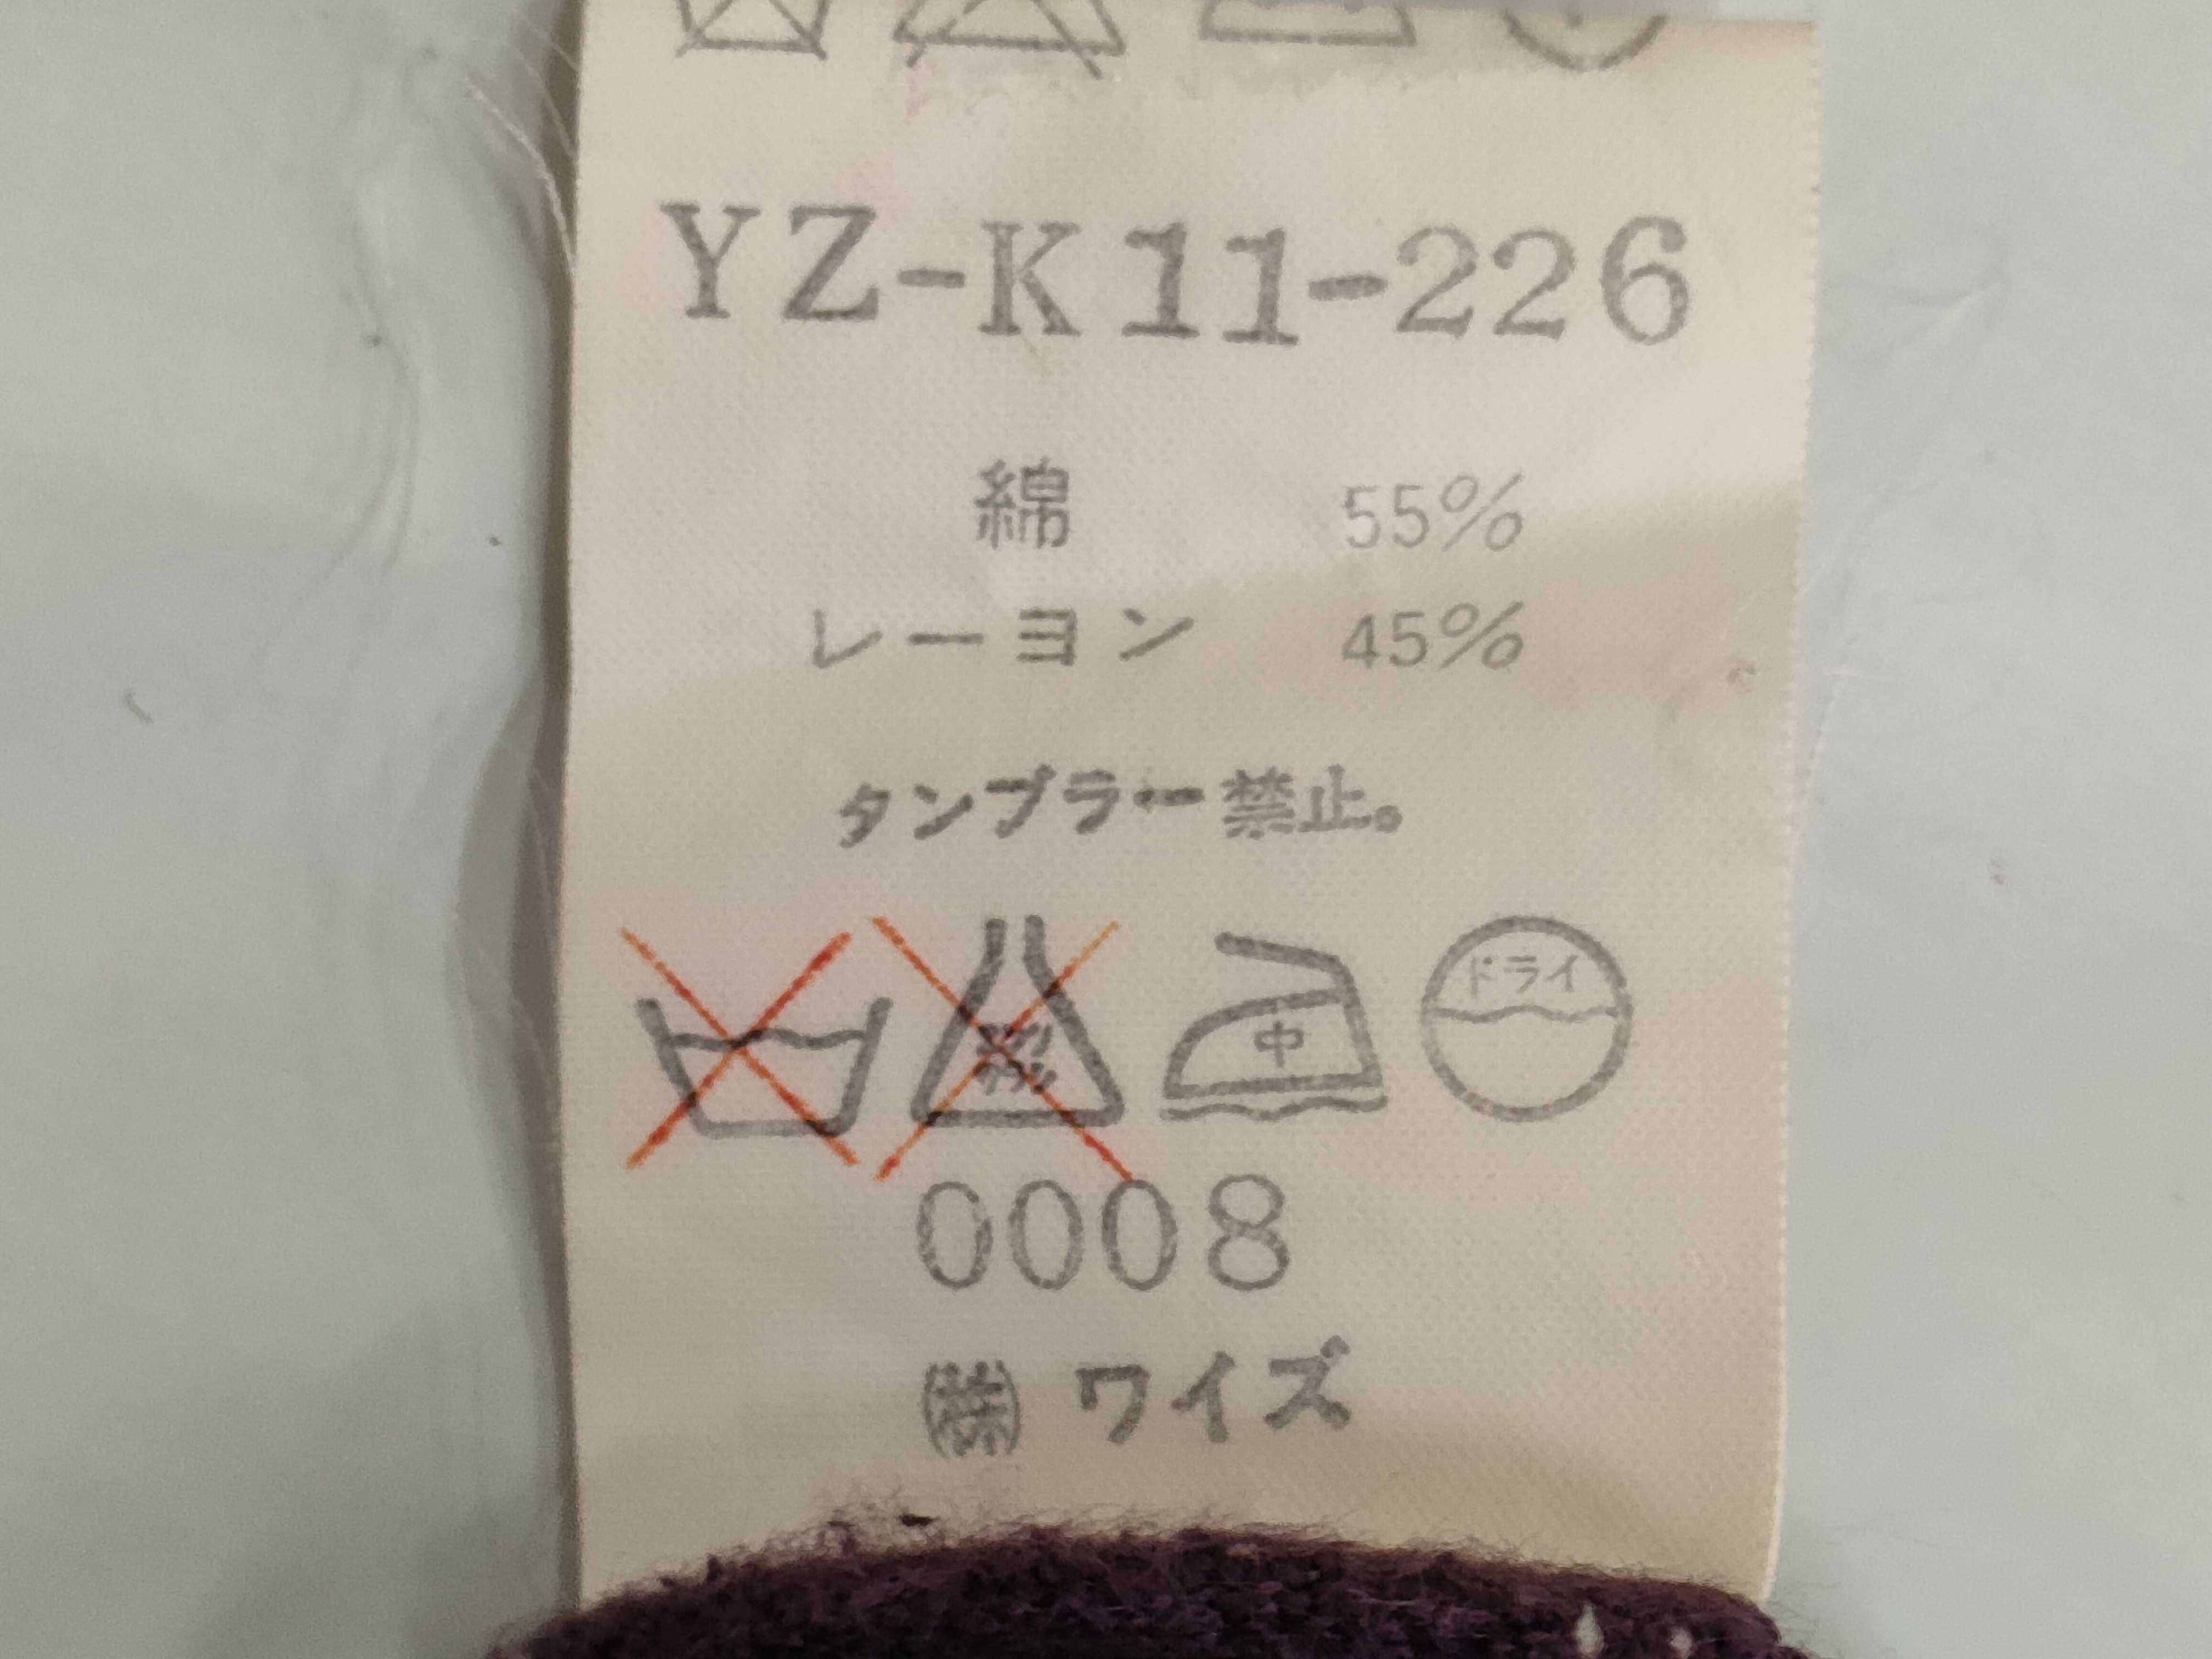 YZ-K11-226
綿 55%
レーヨン 45%
タンブラー禁止。
中 ドライ
0008
㈱ ワイズ